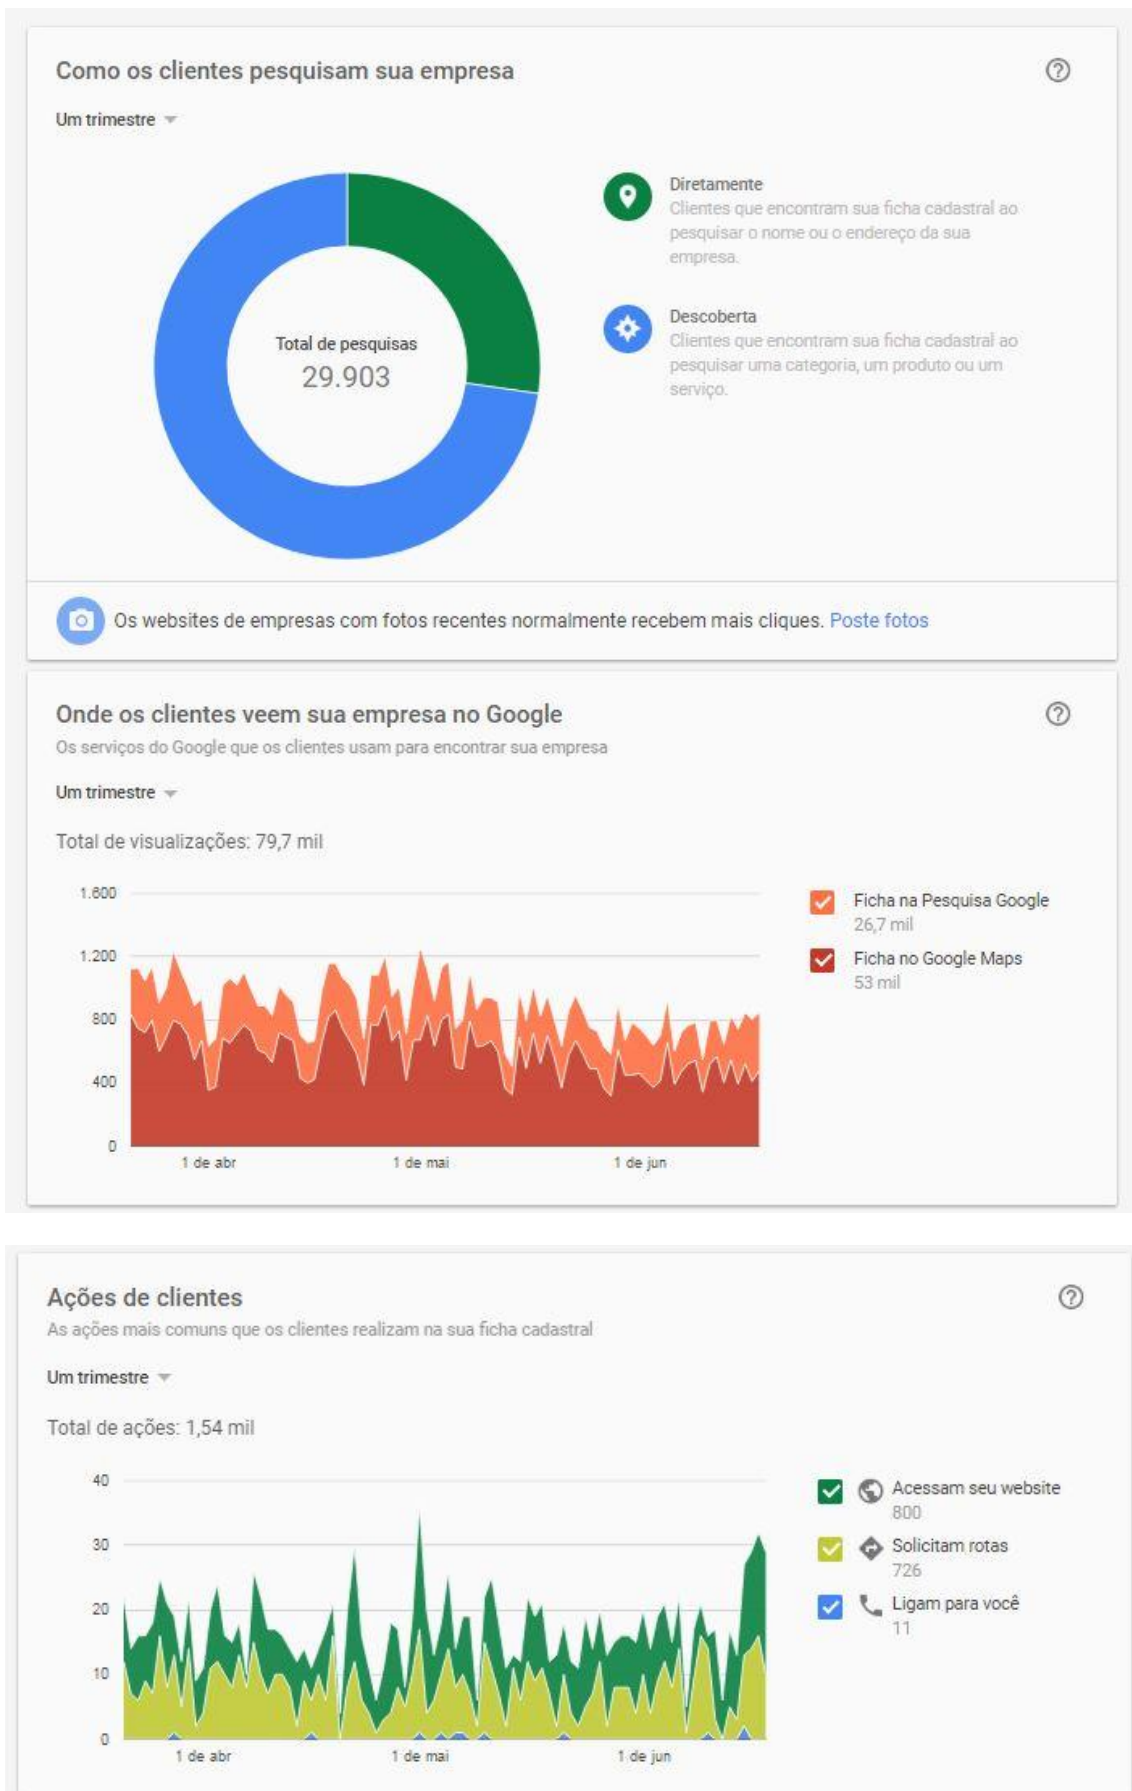 Como os clientes pesquisam sua empresa
Um trimestre
Total de pesquisas
29.903
Diretamente
Clientes que encontram sua ficha cadastral ao
pesquisar o nome ou o endereço da sua
empresa.
Descoberta
Clientes que encontram sua ficha cadastral ao
pesquisar uma categoria, um produto ou um
serviço.
Os websites de empresas com fotos recentes normalmente recebem mais cliques. Poste fotos
Onde os clientes veem sua empresa no Google
Os serviços do Google que os clientes usam para encontrar sua empresa
Um trimestre
Total de visualizações: 79,7 mil
1.600
1.200
800
400
0
1 de abr
1 de mai
1 de jun
Ficha na Pesquisa Google
26,7 mil
Ficha no Google Maps
53 mil
Ações de clientes
As ações mais comuns que os clientes realizam na sua ficha cadastral
Um trimestre
Total de ações: 1,54 mil
40
30
20
10
0
1 de abr
1 de mai
1 de jun
Acessam seu website
800
Solicitam rotas
726
Ligam para você
11